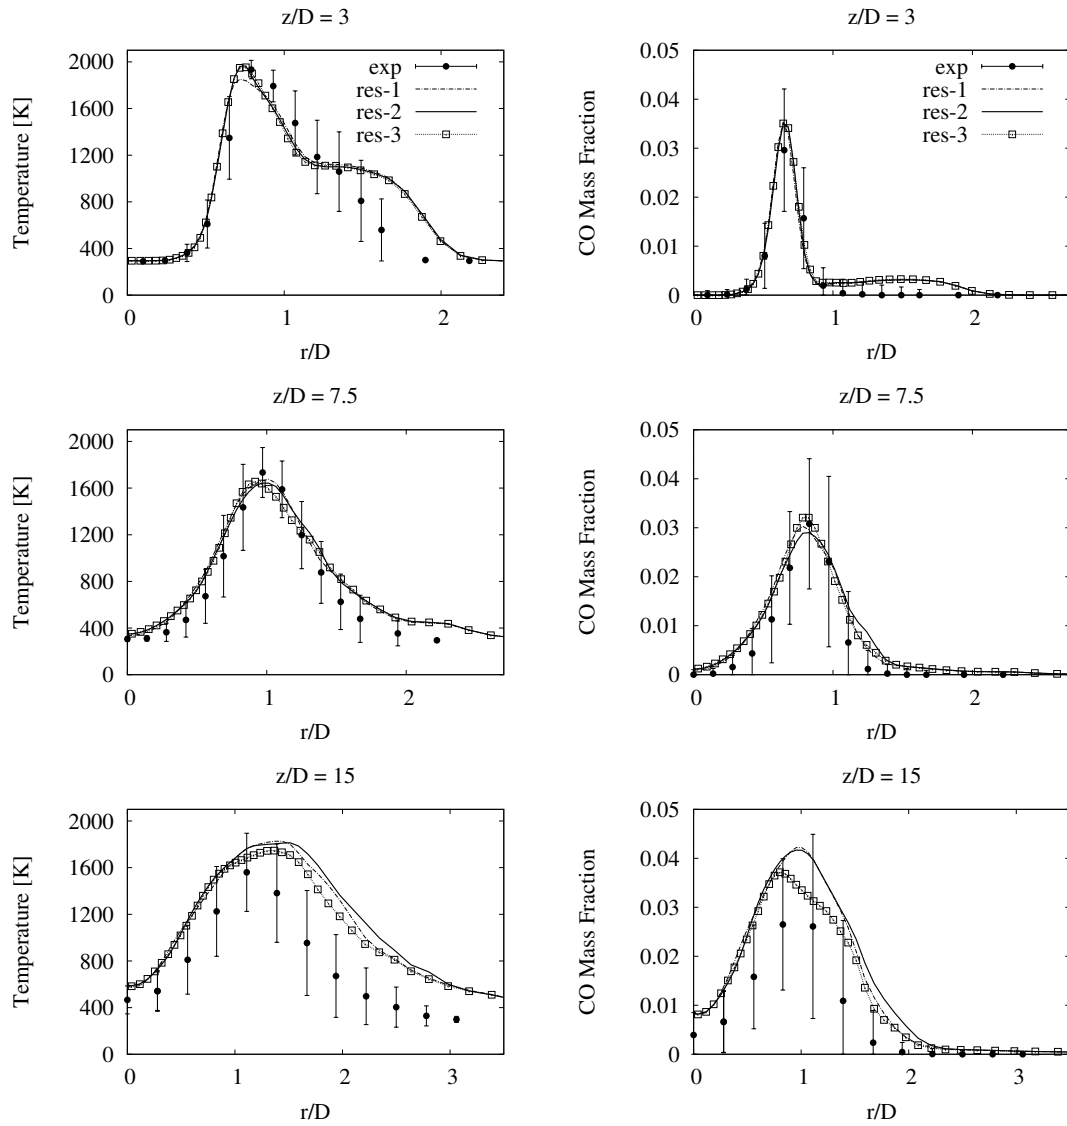 z/D = 3
2000
1600
1200
800
400
0
Temperature [K]
exp
res-1
res-2
res-3
0 1 2
r/D
z/D = 3
0.05
0.04
0.03
0.02
0.01
0
CO Mass Fraction
exp
res-1
res-2
res-3
0 1 2
r/D
z/D = 7.5
2000
1600
1200
800
400
0
Temperature [K]
0 1 2
r/D
z/D = 7.5
0.05
0.04
0.03
0.02
0.01
0
CO Mass Fraction
0 1 2
r/D
z/D = 15
2000
1600
1200
800
400
0
Temperature [K]
0 1 2 3
r/D
z/D = 15
0.05
0.04
0.03
0.02
0.01
0
CO Mass Fraction
0 1 2 3
r/D